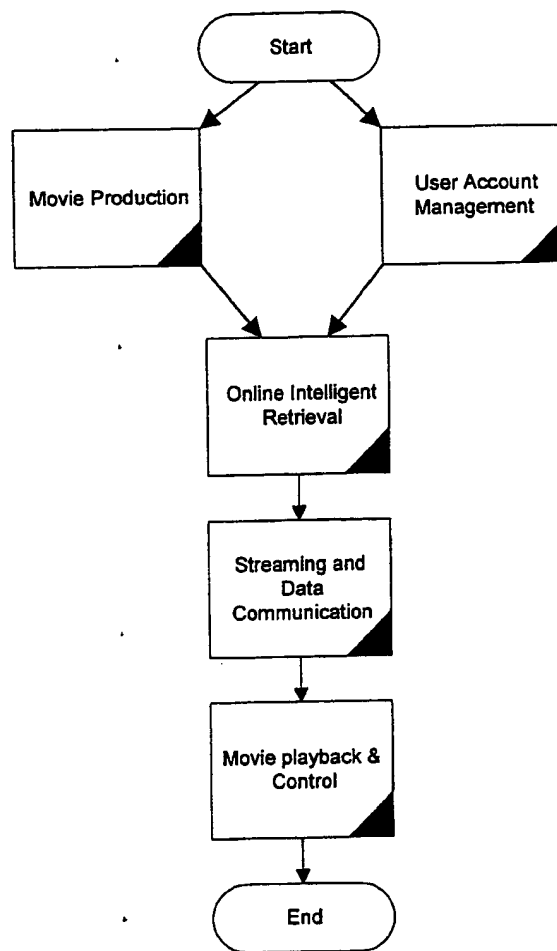 Start
Movie Production
User Account
Management
Online Intelligent
Retrieval
Streaming and
Data
Communication
Movie playback &
Control
End